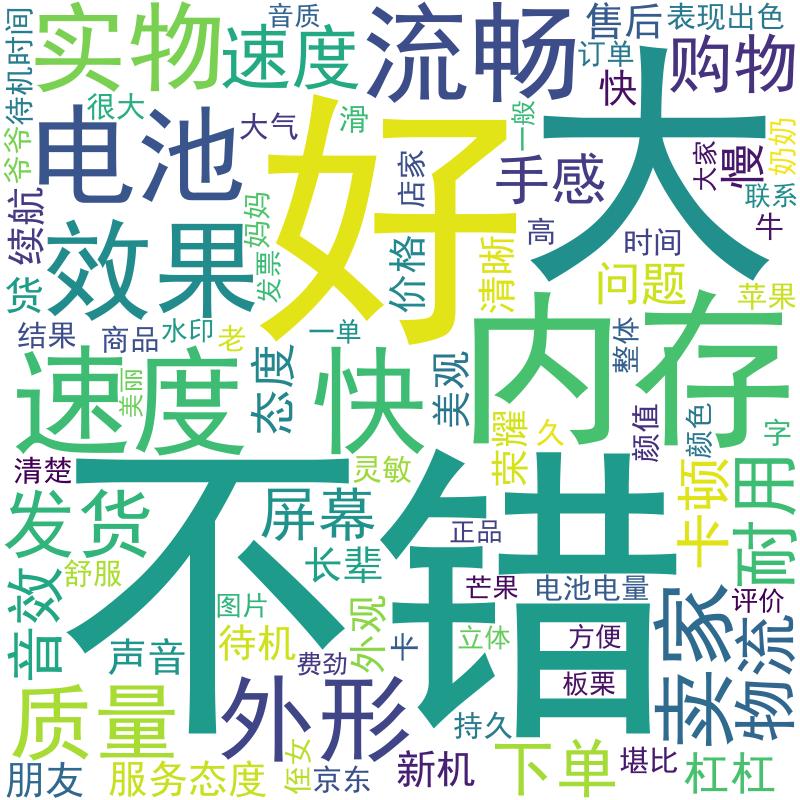 音质
售后
表现出色
待机时间
实物
速度
流畅
订单
购物
快
大
很大
大气
滑
一般
电池
好
店家
手感
大家
慢
奶奶
爷爷
续航
妈妈
联系
牛
效果
发票
价格
清晰
高
时间
问题
苹果
货
结果
商品
水印
老
一单
整体
内存
速度
美丽
态度
快
美观
荣耀
久
颜值
颜色
字
清楚
不错
灵敏
卡顿
耐用
发货
屏幕
正品
长辈
舒服
芒果
电池电量
评价
音效
图片
外观
卡
立体
方便
卖家
物流
声音
待机
费劲
板栗
质量
外形
持久
侄女
下单
堪比
杠杠
朋友
服务态度
京东
新机